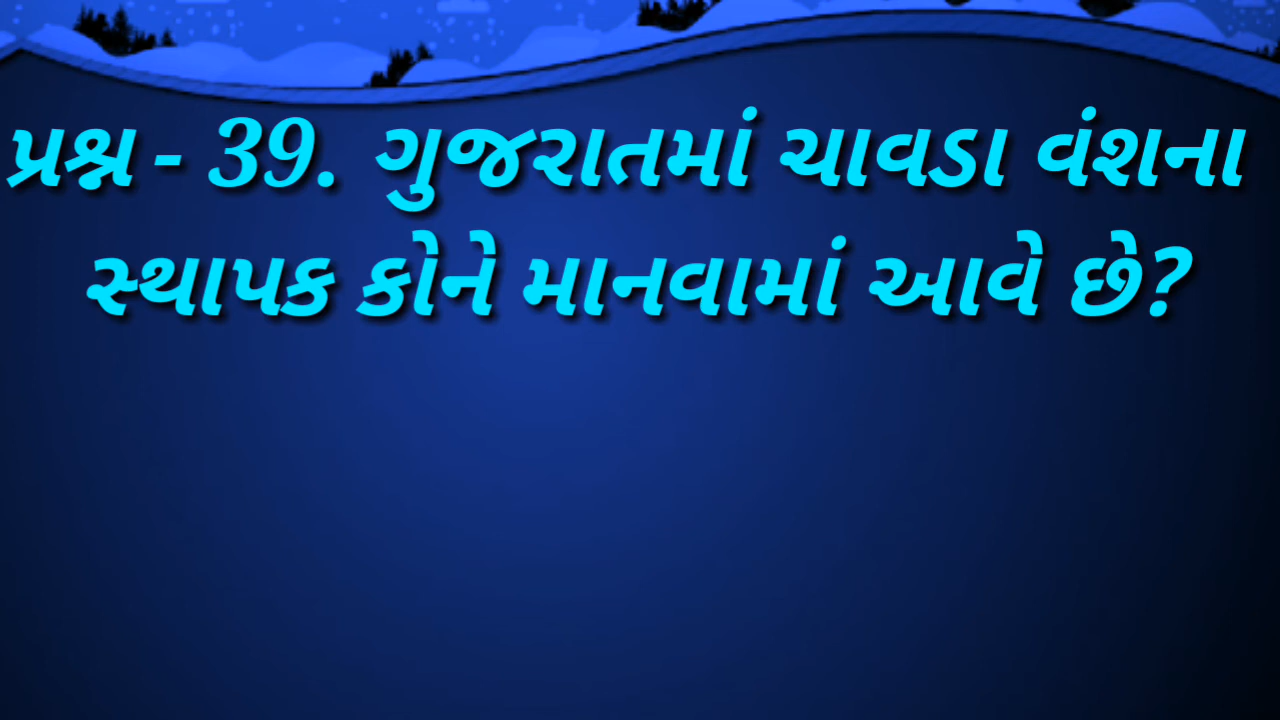 પ્રશ્ન - 39. ગુજરાતમાં ચાવડા વંશના
સ્થાપક કોને માનવામાં આવે છે?